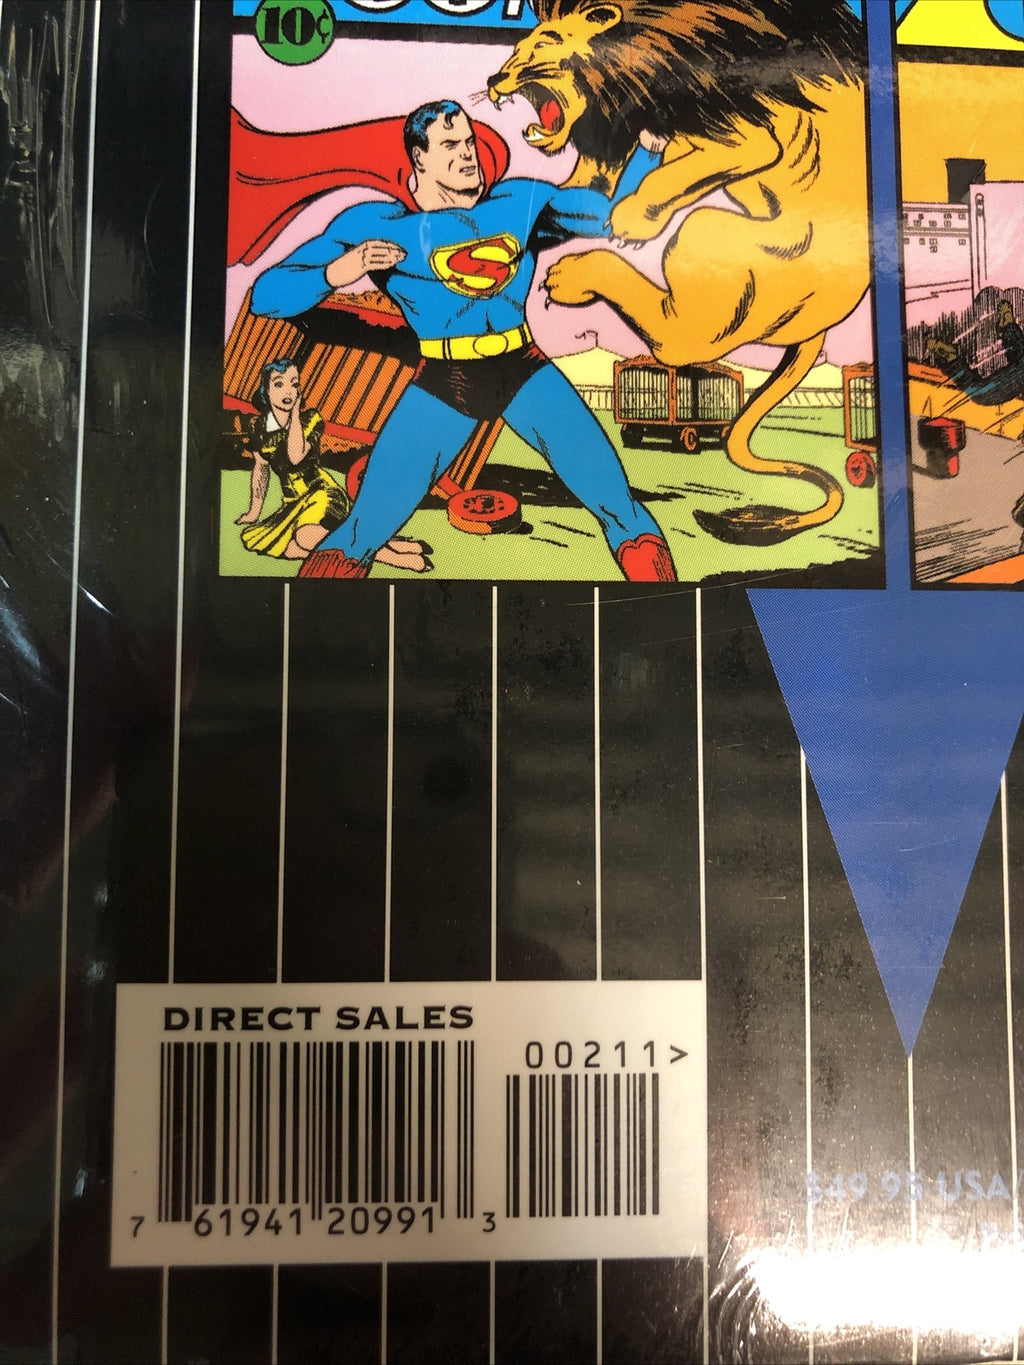 10¢
S
DIRECT SALES
00211>
7 61941 20991 3
$49.95 USA